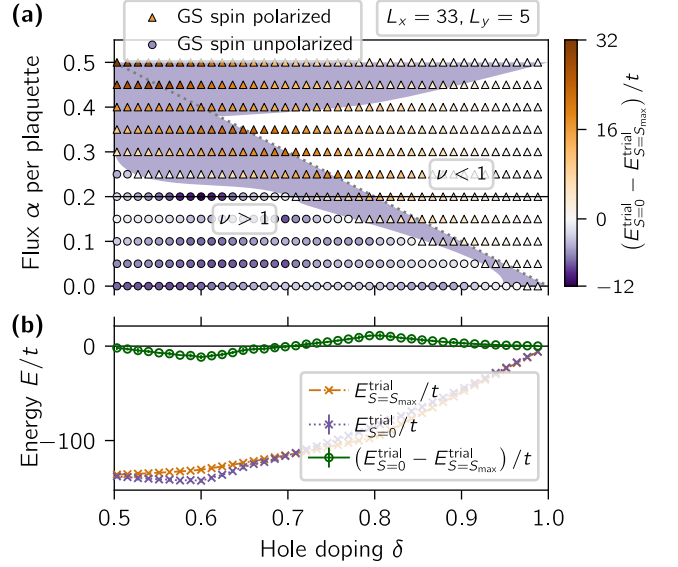 (a)
GS spin polarized
GS spin unpolarized
L_x = 33, L_y = 5
Flux α per plaquette
0.5
0.4
0.3
0.2
0.1
0.0
ν < 1
ν > 1
32
16
0
−12
(E^trial_{S=0} − E^trial_{S=S_max})/t
(b)
Energy E/t
0
−100
E^trial_{S=S_max}/t
E^trial_{S=0}/t
(E^trial_{S=0} − E^trial_{S=S_max})/t
0.5 0.6 0.7 0.8 0.9 1.0
Hole doping δ